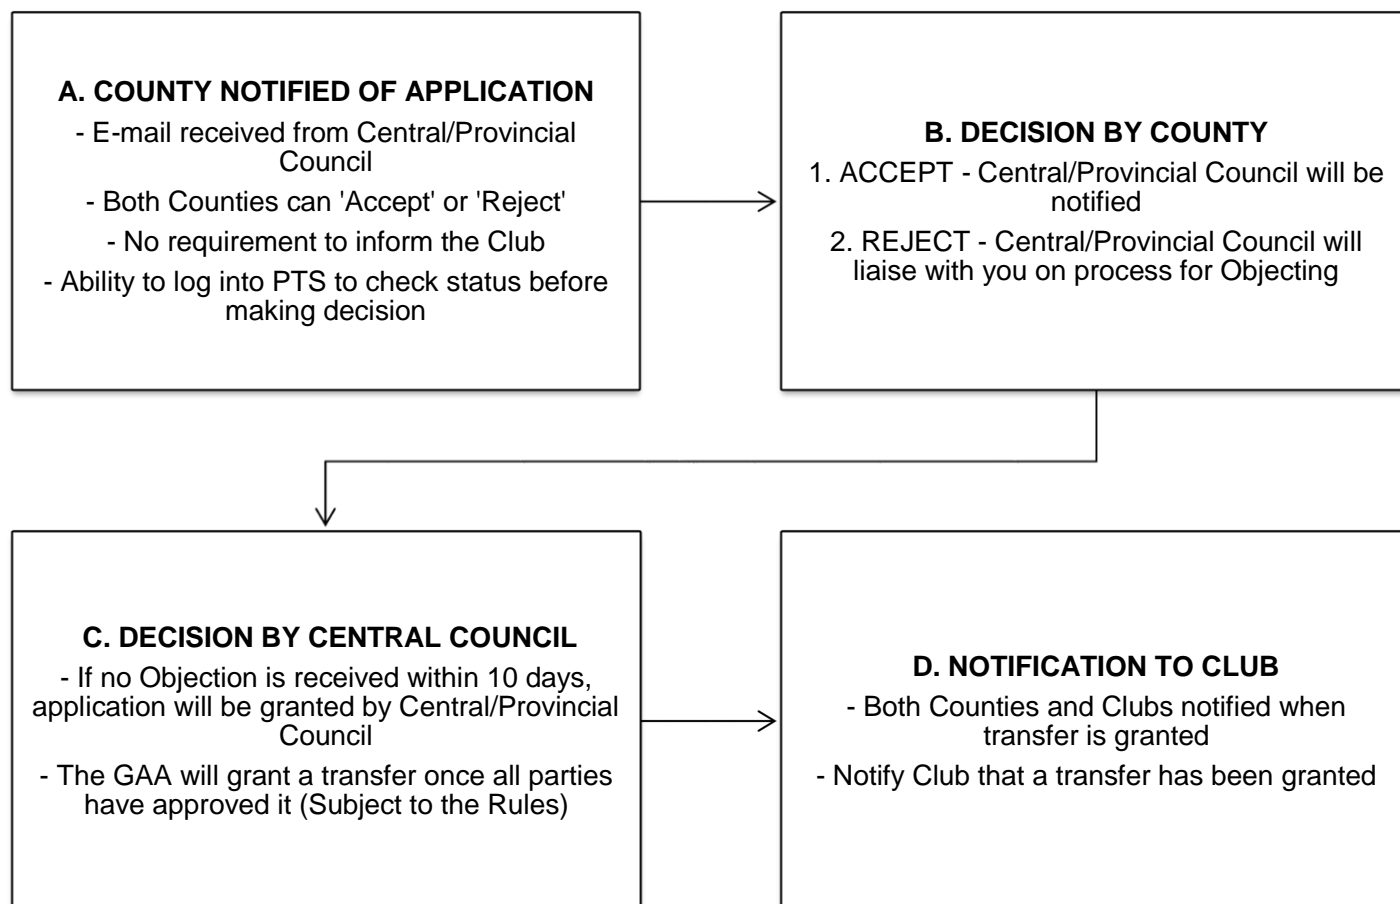 A. COUNTY NOTIFIED OF APPLICATION
- E-mail received from Central/Provincial
Council
- Both Counties can 'Accept' or 'Reject'
- No requirement to inform the Club
- Ability to log into PTS to check status before
making decision
B. DECISION BY COUNTY
1. ACCEPT - Central/Provincial Council will be
notified
2. REJECT - Central/Provincial Council will
liaise with you on process for Objecting
C. DECISION BY CENTRAL COUNCIL
- If no Objection is received within 10 days,
application will be granted by Central/Provincial
Council
- The GAA will grant a transfer once all parties
have approved it (Subject to the Rules)
D. NOTIFICATION TO CLUB
- Both Counties and Clubs notified when
transfer is granted
- Notify Club that a transfer has been granted